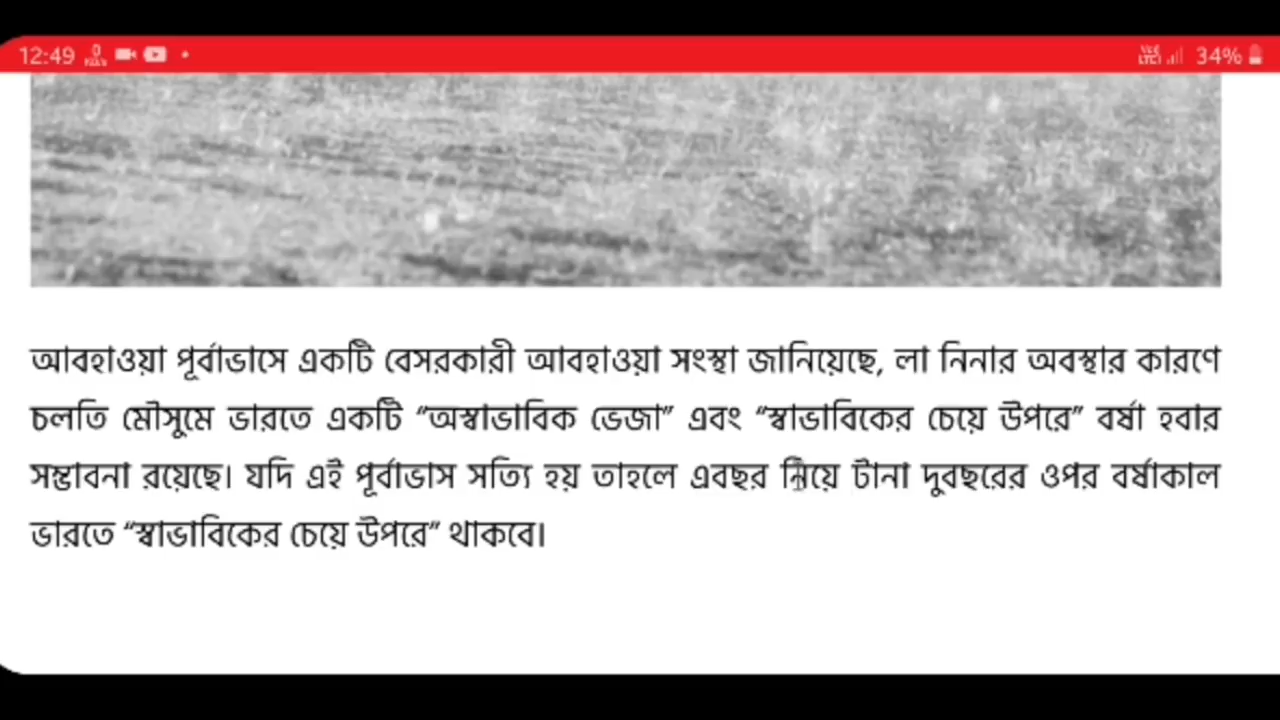 12:49 34%
আবহাওয়া পূর্বাভাসে একটি বেসরকারী আবহাওয়া সংস্থা জানিয়েছে, লা নিনার অবস্থার কারণে
চলতি মৌসুমে ভারতে একটি “অস্বাভাবিক ভেজা” এবং “স্বাভাবিকের চেয়ে উপরে” বর্ষা হবার
সম্ভাবনা রয়েছে। যদি এই পূর্বাভাস সত্যি হয় তাহলে এবছর নিয়ে টানা দুবছরের ওপর বর্ষাকাল
ভারতে “স্বাভাবিকের চেয়ে উপরে” থাকবে।